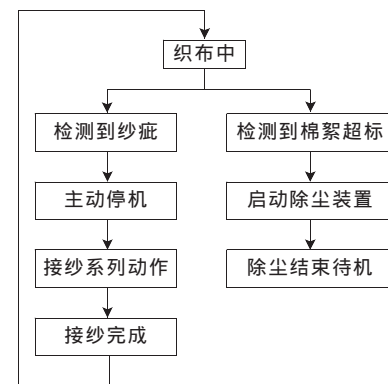 织布中
检测到纱疵
检测到棉絮超标
主动停机
启动除尘装置
接纱系列动作
除尘结束待机
接纱完成